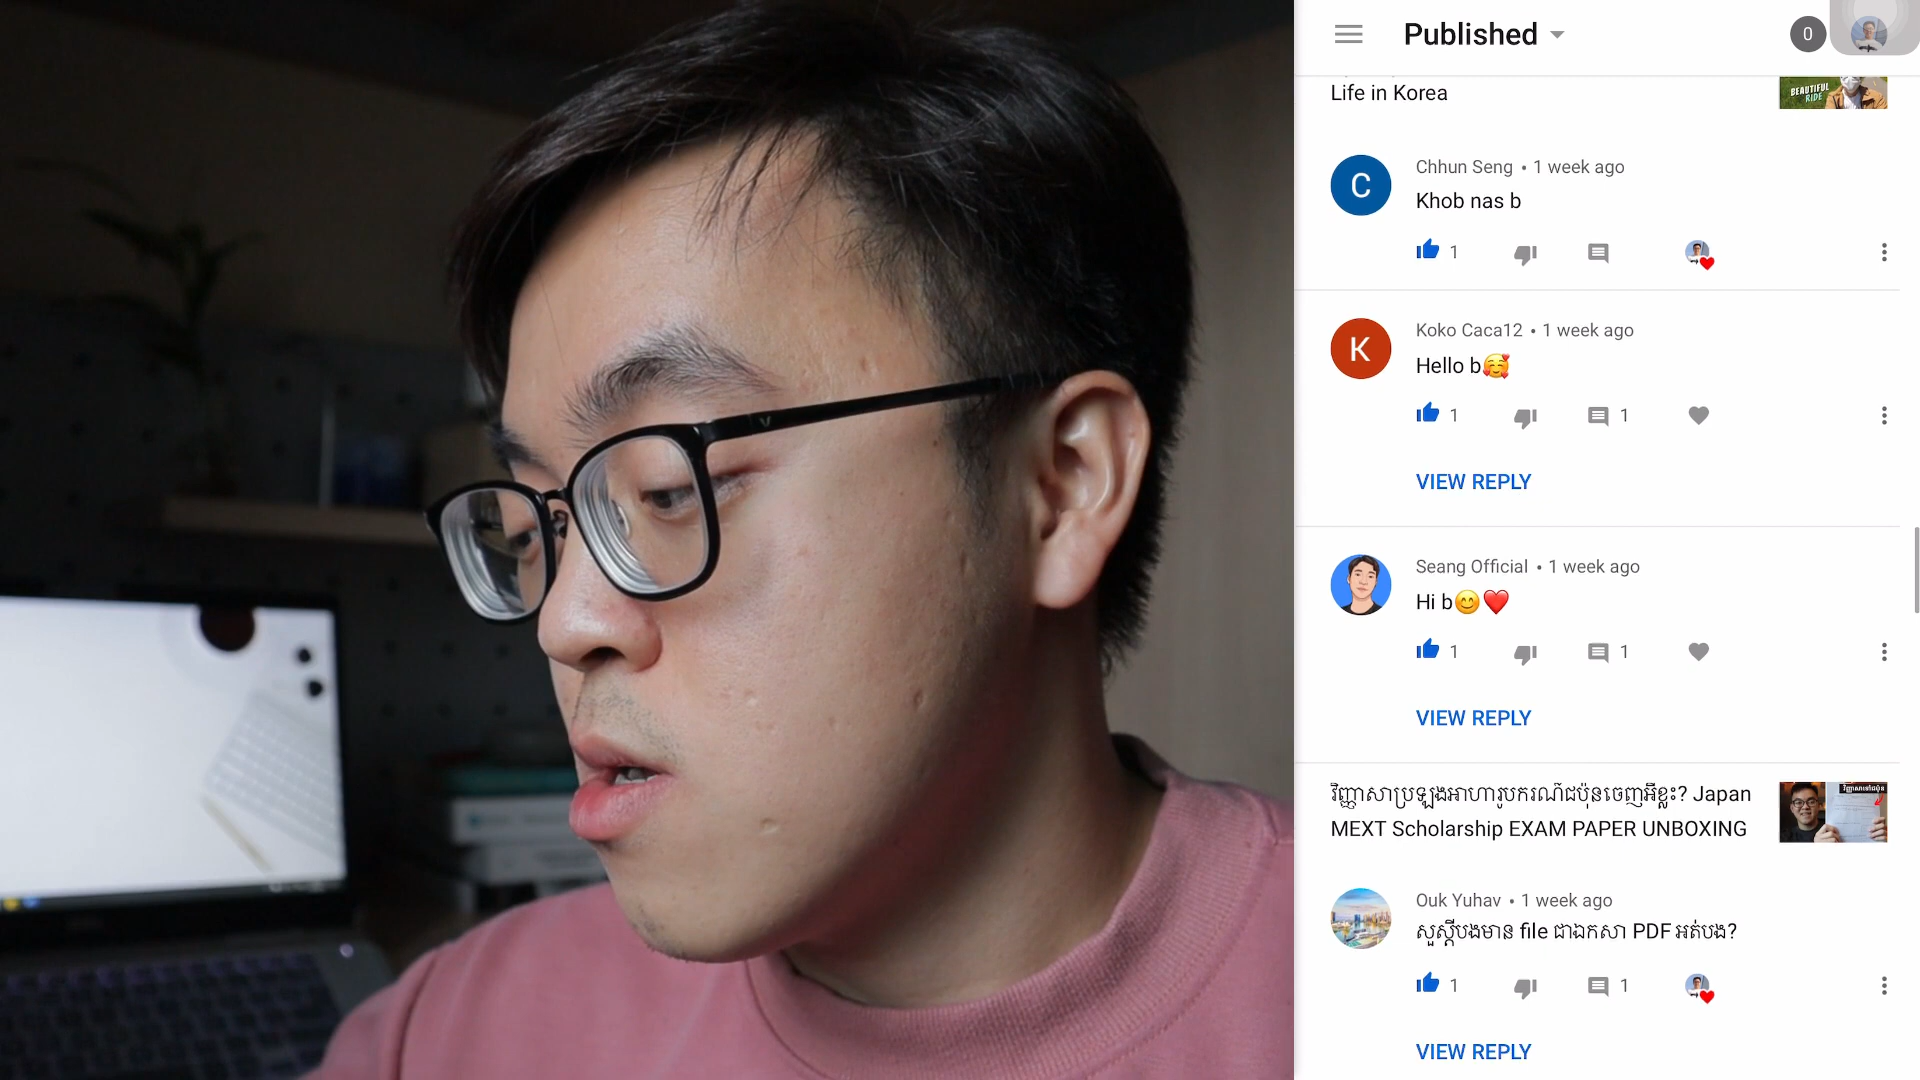 Published
0
Life in Korea
BEAUTIFUL
RIDE
Chhun Seng • 1 week ago
C
Khob nas b
1
Koko Caca12 • 1 week ago
K
Hello b🥰
1
1
VIEW REPLY
Seang Official • 1 week ago
Hi b😊❤️
1
1
VIEW REPLY
វិញ្ញាសាប្រឡងអាហារូបករណ៍ជប៉ុនចេញអីខ្លះ? Japan
MEXT Scholarship EXAM PAPER UNBOXING
Ouk Yuhav • 1 week ago
សួស្ដីបងមាន file ជាឯកសា PDF អត់បង?
1
1
VIEW REPLY